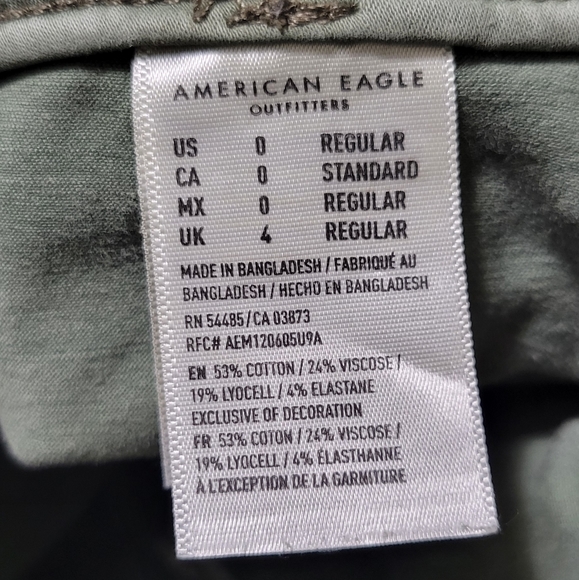 AMERICAN EAGLE
OUTFITTERS
US 0 REGULAR
CA 0 STANDARD
MX 0 REGULAR
UK 4 REGULAR
MADE IN BANGLADESH / FABRIQUÉ AU
BANGLADESH / HECHO EN BANGLADESH
RN 54485/CA 03873
RFC# AEM120605U9A
EN 53% COTTON / 24% VISCOSE /
19% LYOCELL / 4% ELASTANE
EXCLUSIVE OF DECORATION
FR 53% COTON / 24% VISCOSE /
19% LYOCELL / 4% ÉLASTHANNE
À L'EXCEPTION DE LA GARNITURE